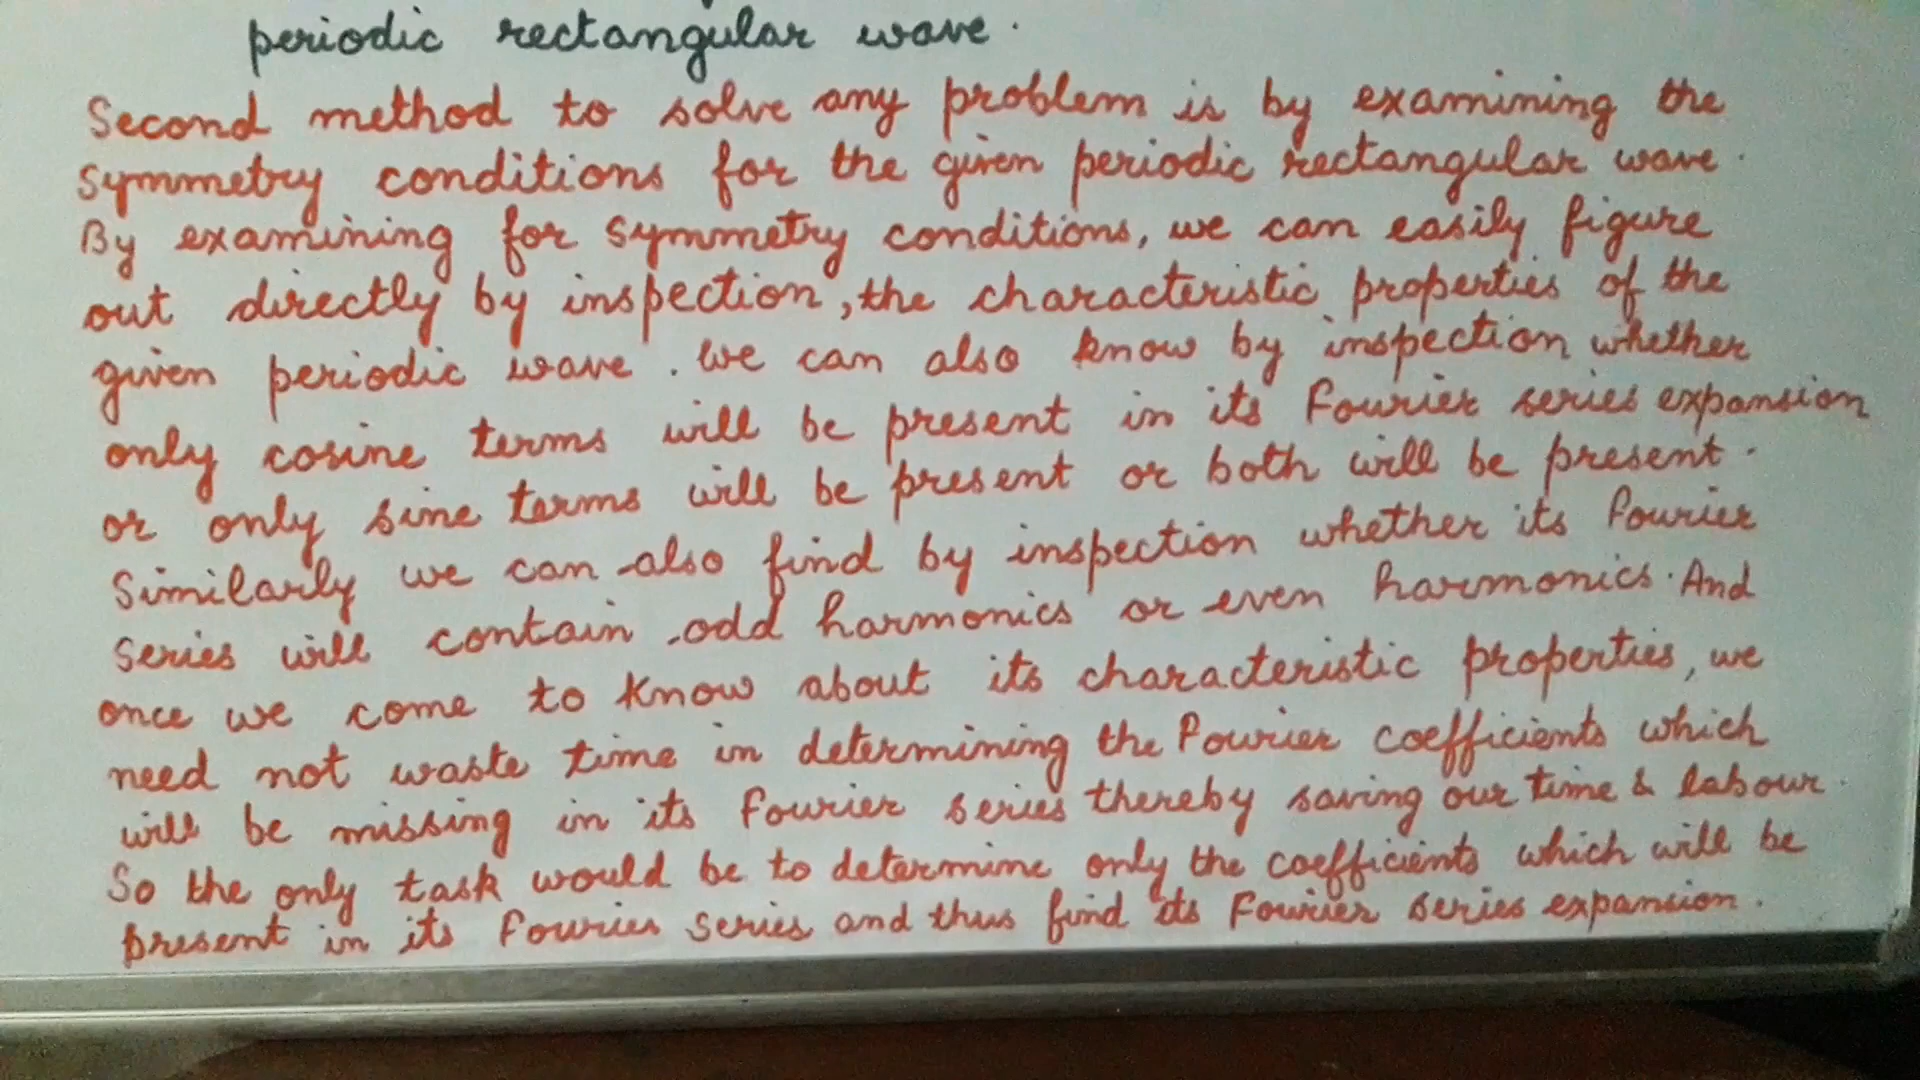 periodic rectangular wave.
Second method to solve any problem is by examining the
symmetry conditions for the given periodic rectangular wave.
By examining for symmetry conditions, we can easily figure
out directly by inspection, the characteristic properties of the
given periodic wave. We can also know by inspection whether
only cosine terms will be present in its Fourier series expansion
or only sine terms will be present or both will be present.
Similarly we can also find by inspection whether its Fourier
series will contain odd harmonics or even harmonics. And
once we come to know about its characteristic properties, we
need not waste time in determining the Fourier coefficients which
will be missing in its Fourier series thereby saving our time & labour.
So the only task would be to determine only the coefficients which will be
present in its Fourier series and thus find its Fourier series expansion.